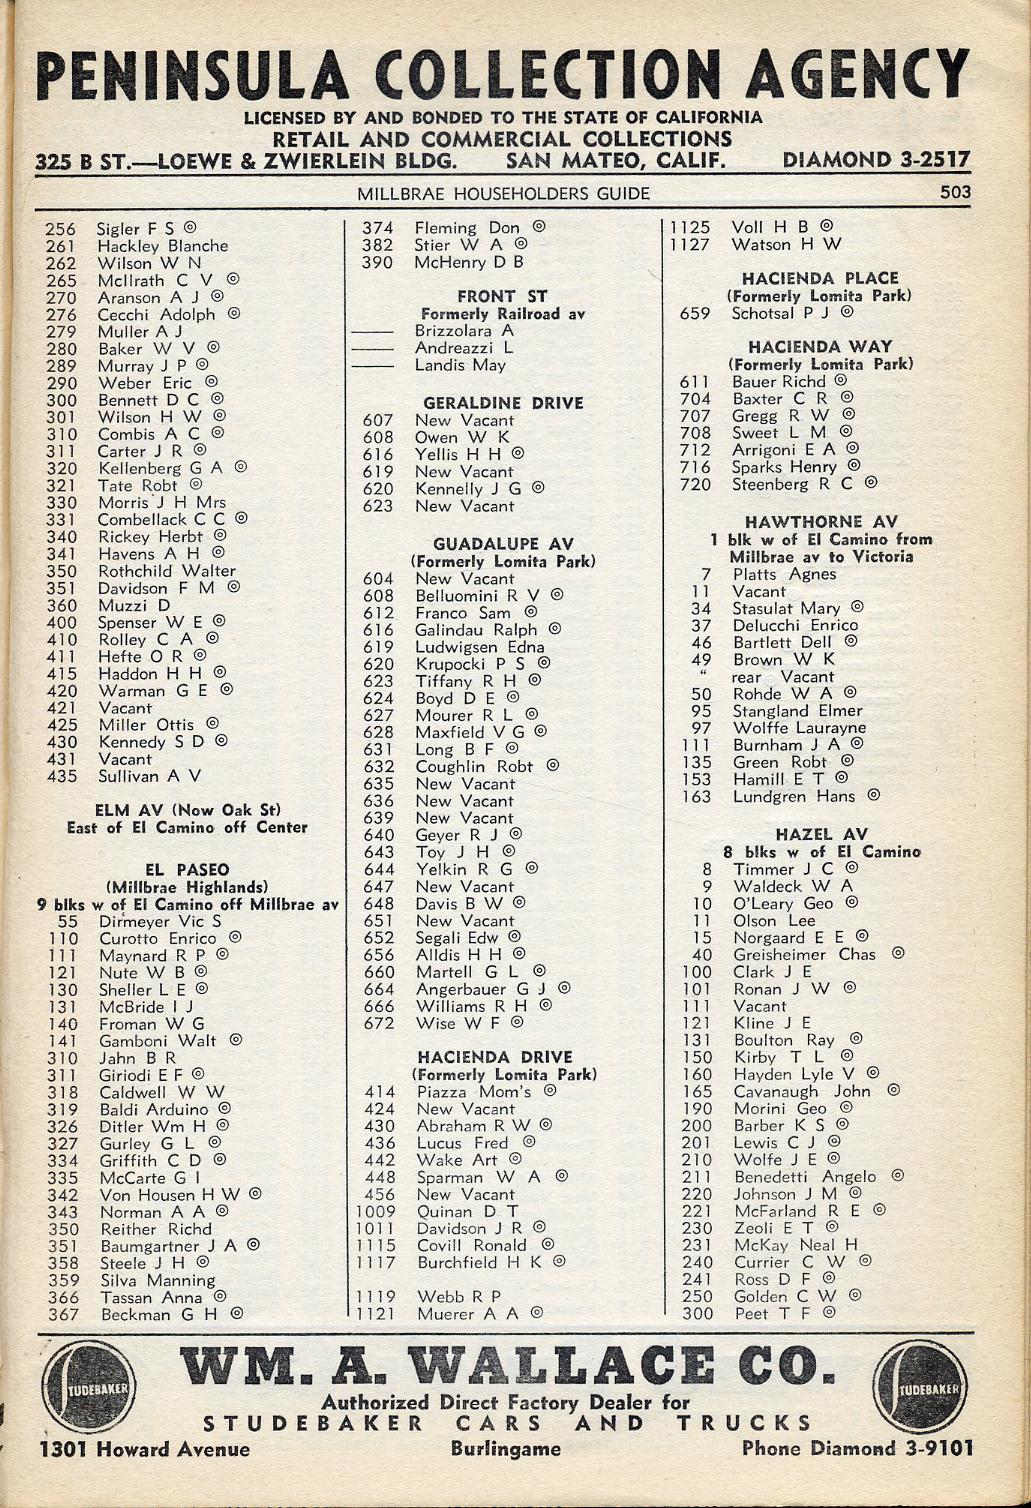 PENINSULA COLLECTION AGENCY
LICENSED BY AND BONDED TO THE STATE OF CALIFORNIA
RETAIL AND COMMERCIAL COLLECTIONS
325 B ST.—LOEWE & ZWIERLEIN BLDG. SAN MATEO, CALIF. DIAMOND 3-2517
MILLBRAE HOUSEHOLDERS GUIDE 503
256 Sigler F S ⊚
261 Hackley Blanche
262 Wilson W N
265 McIlrath C V ⊚
270 Aranson A J ⊚
276 Cecchi Adolph ⊚
279 Muller A J
280 Baker W V ⊚
289 Murray J P ⊚
290 Weber Eric ⊚
300 Bennett D C ⊚
301 Wilson H W ⊚
310 Combis A C ⊚
311 Carter J R ⊚
320 Kellenberg G A ⊚
321 Tate Robt ⊚
330 Morris J H Mrs
331 Combellack C C ⊚
340 Rickey Herbt ⊚
341 Havens A H ⊚
350 Rothchild Walter
351 Davidson F M ⊚
360 Muzzi D
400 Spenser W E ⊚
410 Rolley C A ⊚
411 Hefte O R ⊚
415 Haddon H H ⊚
420 Warman G E ⊚
421 Vacant
425 Miller Ottis ⊚
430 Kennedy S D ⊚
431 Vacant
435 Sullivan A V
ELM AV (Now Oak St)
East of El Camino off Center
EL PASEO
(Millbrae Highlands)
9 blks w of El Camino off Millbrae av
55 Dirmeyer Vic S
110 Curotto Enrico ⊚
111 Maynard R P ⊚
121 Nute W B ⊚
130 Sheller L E ⊚
131 McBride I J
140 Froman W G
141 Gamboni Walt ⊚
310 Jahn B R
311 Giriodi E F ⊚
318 Caldwell W W
319 Baldi Arduino ⊚
326 Ditler Wm H ⊚
327 Gurley G L ⊚
334 Griffith C D ⊚
335 McCarte G I
342 Von Housen H W ⊚
343 Norman A A ⊚
350 Reither Richd
351 Baumgartner J A ⊚
358 Steele J H ⊚
359 Silva Manning
366 Tassan Anna ⊚
367 Beckman G H ⊚
374 Fleming Don ⊚
382 Stier W A ⊚
390 McHenry D B
FRONT ST
Formerly Railroad av
—— Brizzolara A
—— Andreazzi L
—— Landis May
GERALDINE DRIVE
607 New Vacant
608 Owen W K
616 Yellis H H ⊚
619 New Vacant
620 Kennelly J G ⊚
623 New Vacant
GUADALUPE AV
(Formerly Lomita Park)
604 New Vacant
608 Belluomini R V ⊚
612 Franco Sam ⊚
616 Galindau Ralph ⊚
619 Ludwigsen Edna
620 Krupocki P S ⊚
623 Tiffany R H ⊚
624 Boyd D E ⊚
627 Mourer R L ⊚
628 Maxfield V G ⊚
631 Long B F ⊚
632 Coughlin Robt ⊚
635 New Vacant
636 New Vacant
639 New Vacant
640 Geyer R J ⊚
643 Toy J H ⊚
644 Yelkin R G ⊚
647 New Vacant
648 Davis B W ⊚
651 New Vacant
652 Segali Edw ⊚
656 Alldis H H ⊚
660 Martell G L ⊚
664 Angerbauer G J ⊚
666 Williams R H ⊚
672 Wise W F ⊚
HACIENDA DRIVE
(Formerly Lomita Park)
414 Piazza Mom's ⊚
424 New Vacant
430 Abraham R W ⊚
436 Lucus Fred ⊚
442 Wake Art ⊚
448 Sparman W A ⊚
456 New Vacant
1009 Quinan D T
1011 Davidson J R ⊚
1115 Covill Ronald ⊚
1117 Burchfield H K ⊚
1119 Webb R P
1121 Muerer A A ⊚
1125 Voll H B ⊚
1127 Watson H W
HACIENDA PLACE
(Formerly Lomita Park)
659 Schotsal P J ⊚
HACIENDA WAY
(Formerly Lomita Park)
611 Bauer Richd ⊚
704 Baxter C R ⊚
707 Gregg R W ⊚
708 Sweet L M ⊚
712 Arrigoni E A ⊚
716 Sparks Henry ⊚
720 Steenberg R C ⊚
HAWTHORNE AV
1 blk w of El Camino from
Millbrae av to Victoria
7 Platts Agnes
11 Vacant
34 Stasulat Mary ⊚
37 Delucchi Enrico
46 Bartlett Dell ⊚
49 Brown W K
" rear Vacant
50 Rohde W A ⊚
95 Stangland Elmer
97 Wolffe Laurayne
111 Burnham J A ⊚
135 Green Robt ⊚
153 Hamill E T ⊚
163 Lundgren Hans ⊚
HAZEL AV
8 blks w of El Camino
8 Timmer J C ⊚
9 Waldeck W A
10 O'Leary Geo ⊚
11 Olson Lee
15 Norgaard E E ⊚
40 Greisheimer Chas ⊚
100 Clark J E
101 Ronan J W ⊚
111 Vacant
121 Kline J E
131 Boulton Ray ⊚
150 Kirby T L ⊚
160 Hayden Lyle V ⊚
165 Cavanaugh John ⊚
190 Morini Geo ⊚
200 Barber K S ⊚
201 Lewis C J ⊚
210 Wolfe J E ⊚
211 Benedetti Angelo ⊚
220 Johnson J M ⊚
221 McFarland R E ⊚
230 Zeoli E T ⊚
231 McKay Neal H
240 Currier C W ⊚
241 Ross D F ⊚
250 Golden C W ⊚
300 Peet T F ⊚
STUDEBAKER
WM. A. WALLACE CO.
STUDEBAKER
Authorized Direct Factory Dealer for
STUDEBAKER CARS AND TRUCKS
1301 Howard Avenue Burlingame Phone Diamond 3-9101